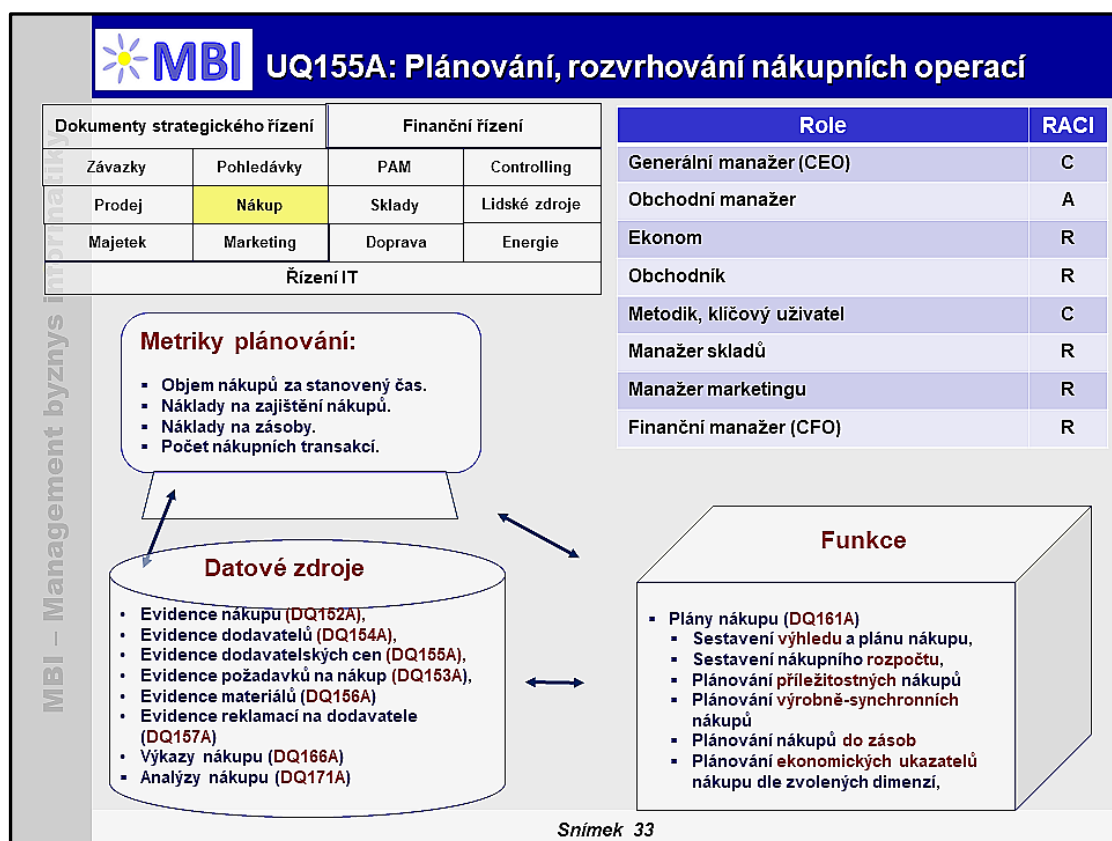 MBI
UQ155A: Plánování, rozvrhování nákupních operací
MBI – Management byznys informatiky
Dokumenty strategického řízení
Finanční řízení
Závazky
Pohledávky
PAM
Controlling
Prodej
Nákup
Sklady
Lidské zdroje
Majetek
Marketing
Doprava
Energie
Řízení IT
Role RACI
Generální manažer (CEO) C
Obchodní manažer A
Ekonom R
Obchodník R
Metodik, klíčový uživatel C
Manažer skladů R
Manažer marketingu R
Finanční manažer (CFO) R
Metriky plánování:
▪ Objem nákupů za stanovený čas.
▪ Náklady na zajištění nákupů.
▪ Náklady na zásoby.
▪ Počet nákupních transakcí.
Datové zdroje
• Evidence nákupu (DQ152A),
• Evidence dodavatelů (DQ154A),
• Evidence dodavatelských cen (DQ155A),
• Evidence požadavků na nákup (DQ153A),
▪ Evidence materiálů (DQ156A)
• Evidence reklamací na dodavatele
(DQ157A)
• Výkazy nákupu (DQ166A)
▪ Analýzy nákupu (DQ171A)
Funkce
▪ Plány nákupu (DQ161A)
▪ Sestavení výhledu a plánu nákupu,
▪ Sestavení nákupního rozpočtu,
▪ Plánování příležitostných nákupů
▪ Plánování výrobně-synchronních
nákupů
▪ Plánování nákupů do zásob
▪ Plánování ekonomických ukazatelů
nákupu dle zvolených dimenzí,
Snímek 33